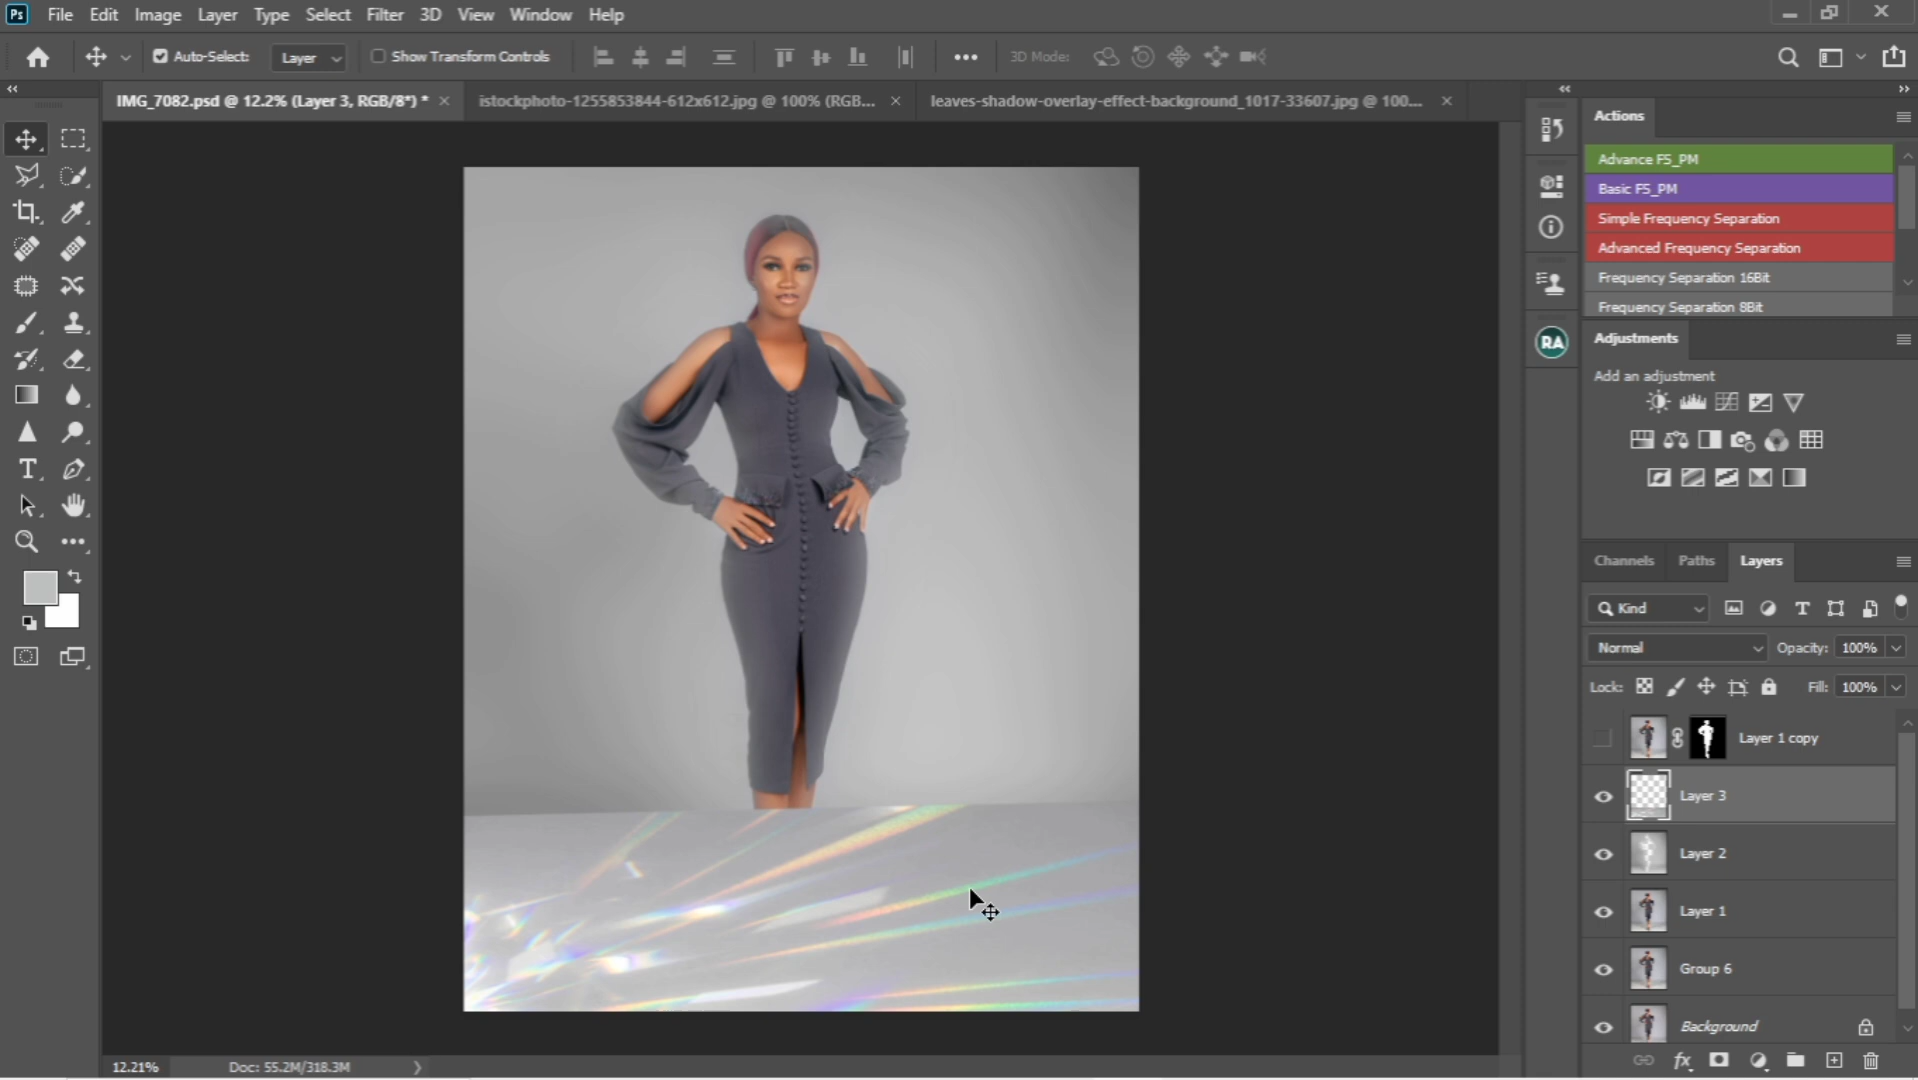 Ps File Edit Image Layer Type Select Filter 3D View Window Help
Auto-Select: Layer Show Transform Controls ••• 3D Mode:
IMG_7082.psd @ 12.2% (Layer 3, RGB/8*) * × istockphoto-1255853844-612x612.jpg @ 100% (RGB... × leaves-shadow-overlay-effect-background_1017-33607.jpg @ 100... ×
Actions
Advance FS_PM
Basic FS_PM
Simple Frequency Separation
Advanced Frequency Separation
Frequency Separation 16Bit
Frequency Separation 8Bit
RA
Adjustments
Add an adjustment
Channels Paths Layers
Kind
Normal Opacity: 100%
Lock: Fill: 100%
Layer 1 copy
Layer 3
Layer 2
Layer 1
Group 6
Background
fx
12.21% Doc: 55.2M/318.3M